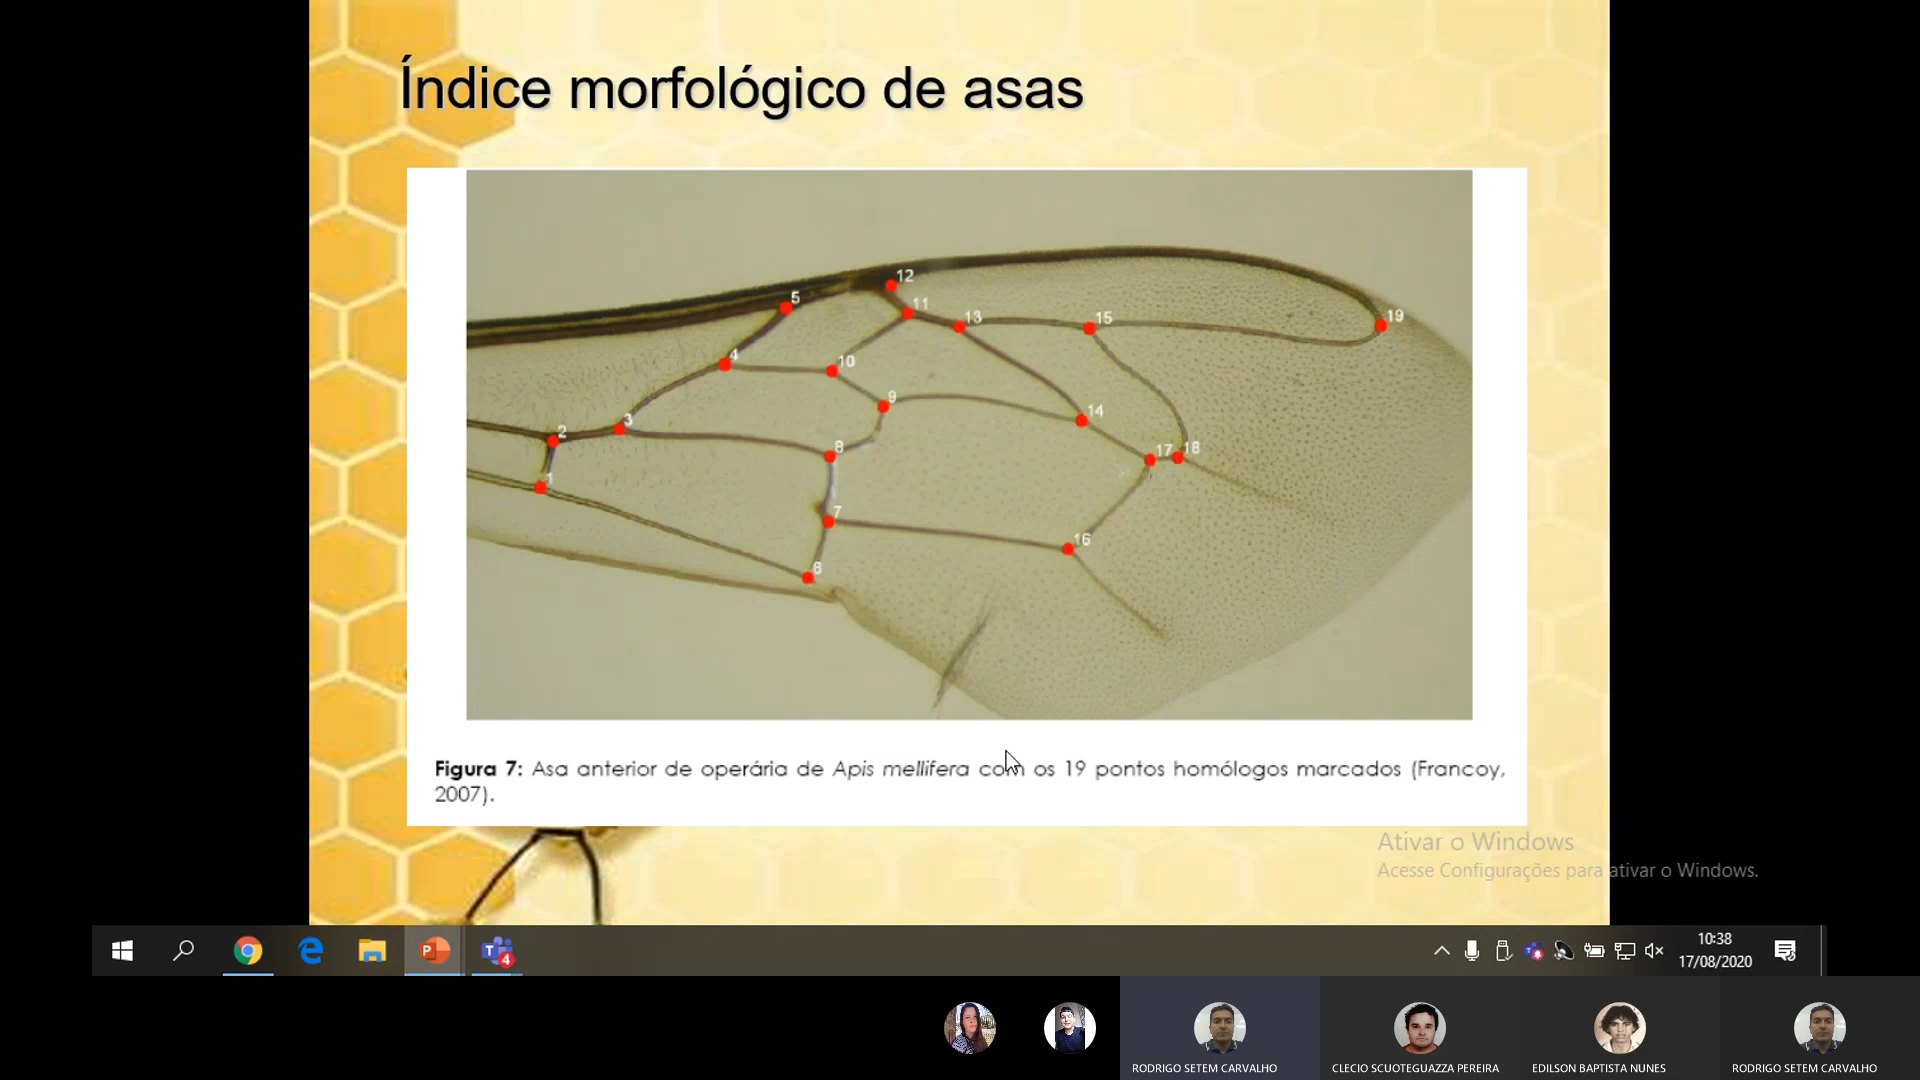 Índice morfológico de asas
12
5
11
13
15
19
4
10
9
14
3
2
8
17
18
1
7
16
6
Figura 7: Asa anterior de operária de Apis mellifera com os 19 pontos homólogos marcados (Francoy,
2007).
Ativar o Windows
Acesse Configurações para ativar o Windows.
10:38
17/08/2020
P
T
4
RODRIGO SETEM CARVALHO
CLECIO SCUOTEGUAZZA PEREIRA
EDILSON BAPTISTA NUNES
RODRIGO SETEM CARVALHO